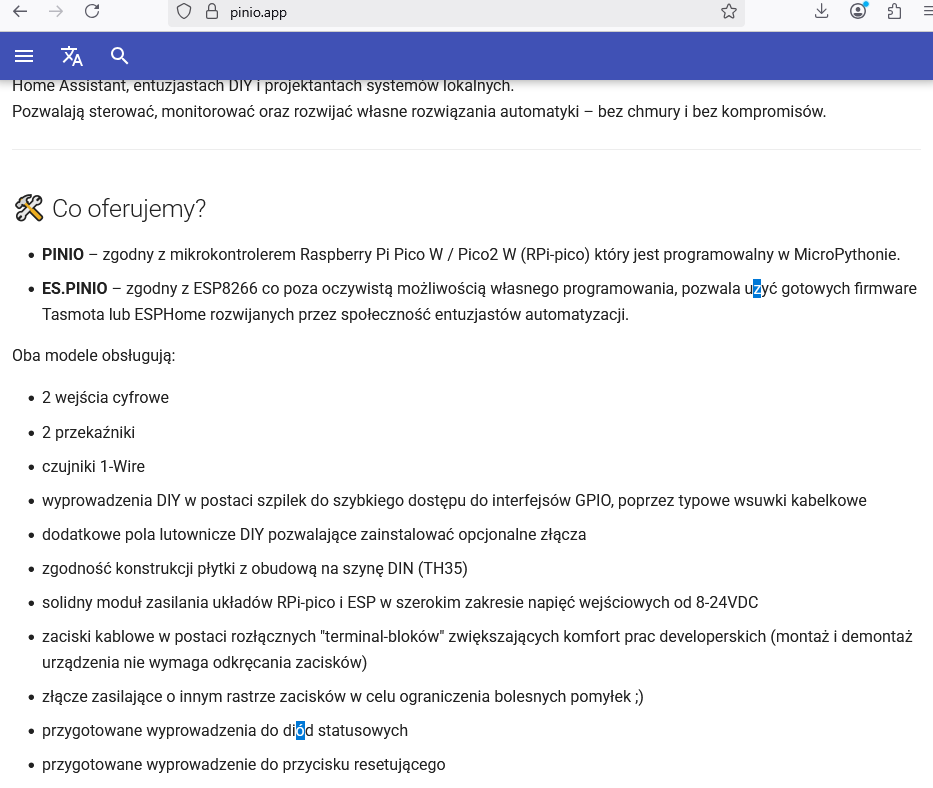 pinio.app
Home Assistant, entuzjastach DIY i projektantach systemów lokalnych.
Pozwalają sterować, monitorować oraz rozwijać własne rozwiązania automatyki – bez chmury i bez kompromisów.
Co oferujemy?
• PINIO – zgodny z mikrokontrolerem Raspberry Pi Pico W / Pico2 W (RPi-pico) który jest programowalny w MicroPythonie.
• ES.PINIO – zgodny z ESP8266 co poza oczywistą możliwością własnego programowania, pozwala uzyć gotowych firmware
Tasmota lub ESPHome rozwijanych przez społeczność entuzjastów automatyzacji.
Oba modele obsługują:
• 2 wejścia cyfrowe
• 2 przekaźniki
• czujniki 1-Wire
• wyprowadzenia DIY w postaci szpilek do szybkiego dostępu do interfejsów GPIO, poprzez typowe wsuwki kabelkowe
• dodatkowe pola lutownicze DIY pozwalające zainstalować opcjonalne złącza
• zgodność konstrukcji płytki z obudową na szynę DIN (TH35)
• solidny moduł zasilania układów RPi-pico i ESP w szerokim zakresie napięć wejściowych od 8-24VDC
• zaciski kablowe w postaci rozłącznych "terminal-bloków" zwiększających komfort prac developerskich (montaż i demontaż
urządzenia nie wymaga odkręcania zacisków)
• złącze zasilające o innym rastrze zacisków w celu ograniczenia bolesnych pomyłek ;)
• przygotowane wyprowadzenia do diód statusowych
• przygotowane wyprowadzenie do przycisku resetującego